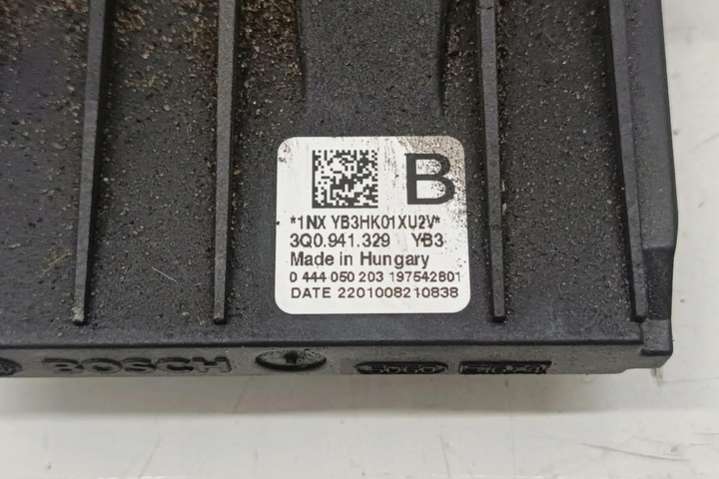 B
*1NX YB3HK01XU2V*
3Q0.941.329 YB3
Made in Hungary
0 444 050 203 197542801
DATE 2201008210838
BOSCH